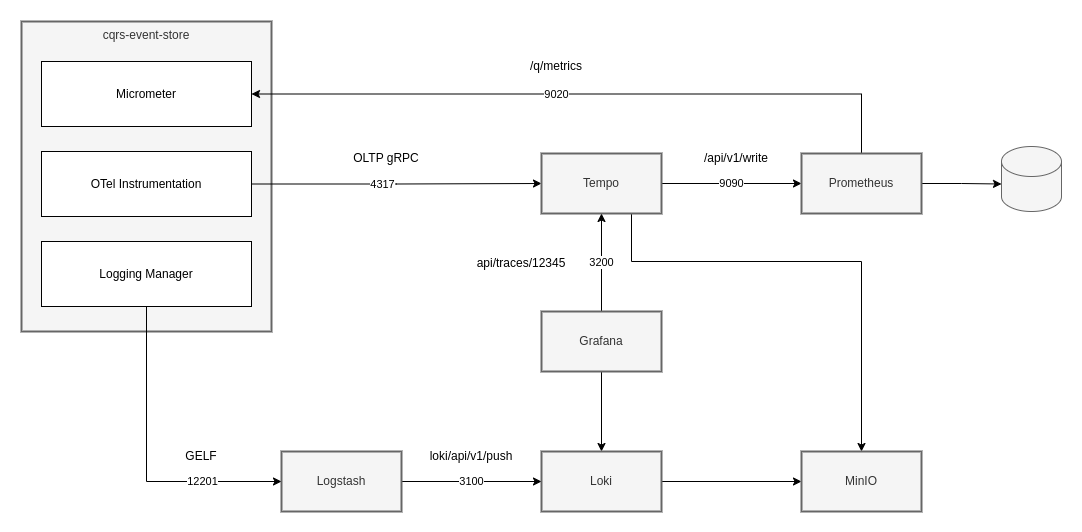 cqrs-event-store
/q/metrics
Micrometer
9020
OLTP gRPC
/api/v1/write
OTel Instrumentation
4317
Tempo
9090
Prometheus
api/traces/12345
3200
Logging Manager
Grafana
GELF
loki/api/v1/push
12201
Logstash
3100
Loki
MinIO